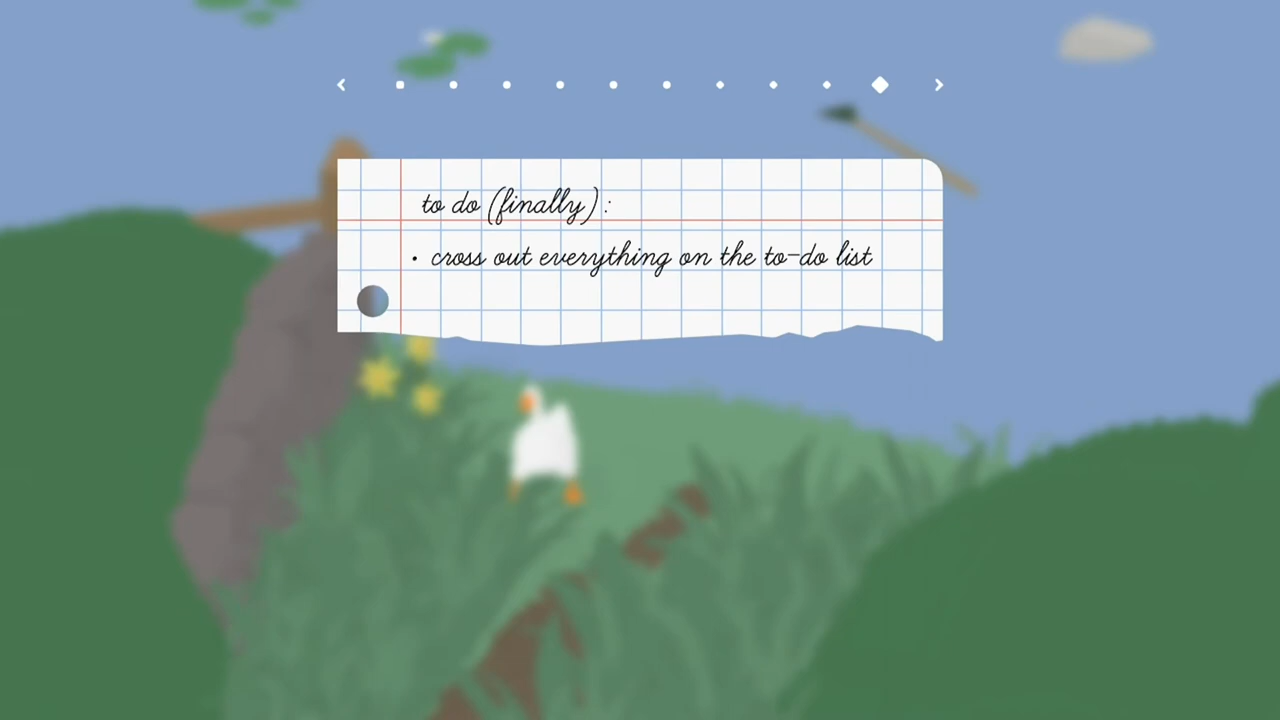 to do (finally):
• cross out everything on the to-do list